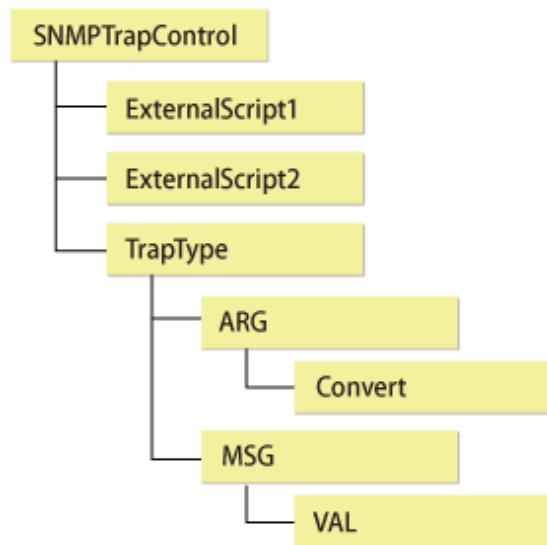 SNMPTrapControl
ExternalScript1
ExternalScript2
TrapType
ARG
Convert
MSG
VAL